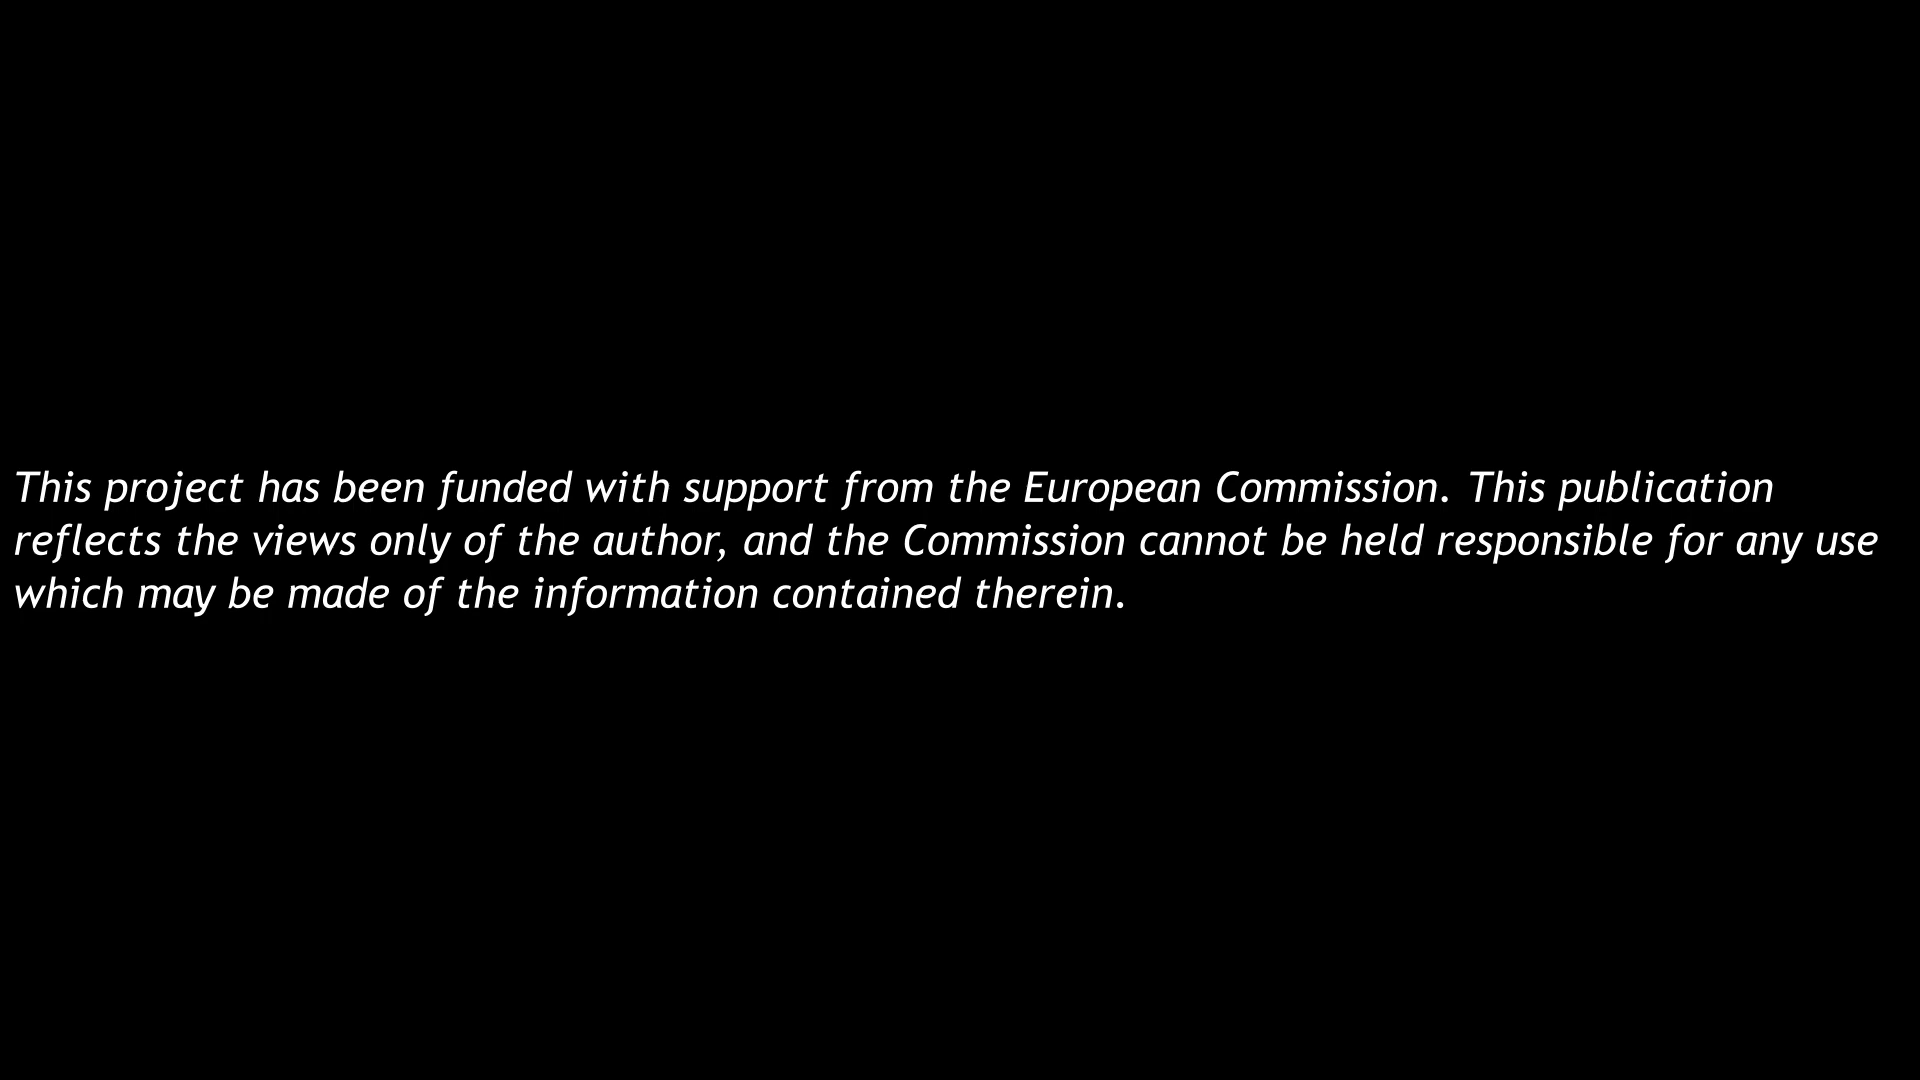 This project has been funded with support from the European Commission. This publication
reflects the views only of the author, and the Commission cannot be held responsible for any use
which may be made of the information contained therein.